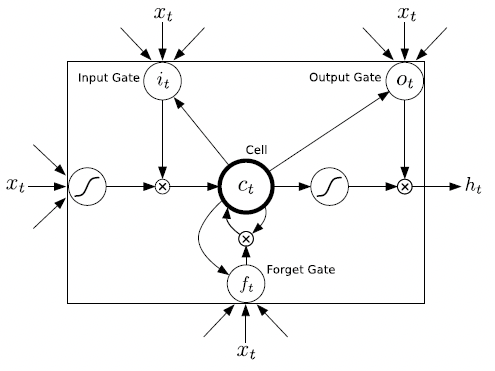 x_t x_t
Input Gate i_t Output Gate o_t
Cell
x_t c_t h_t
Forget Gate
f_t
x_t